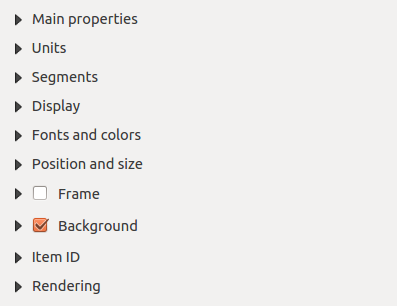 Main properties
Units
Segments
Display
Fonts and colors
Position and size
Frame
Background
Item ID
Rendering